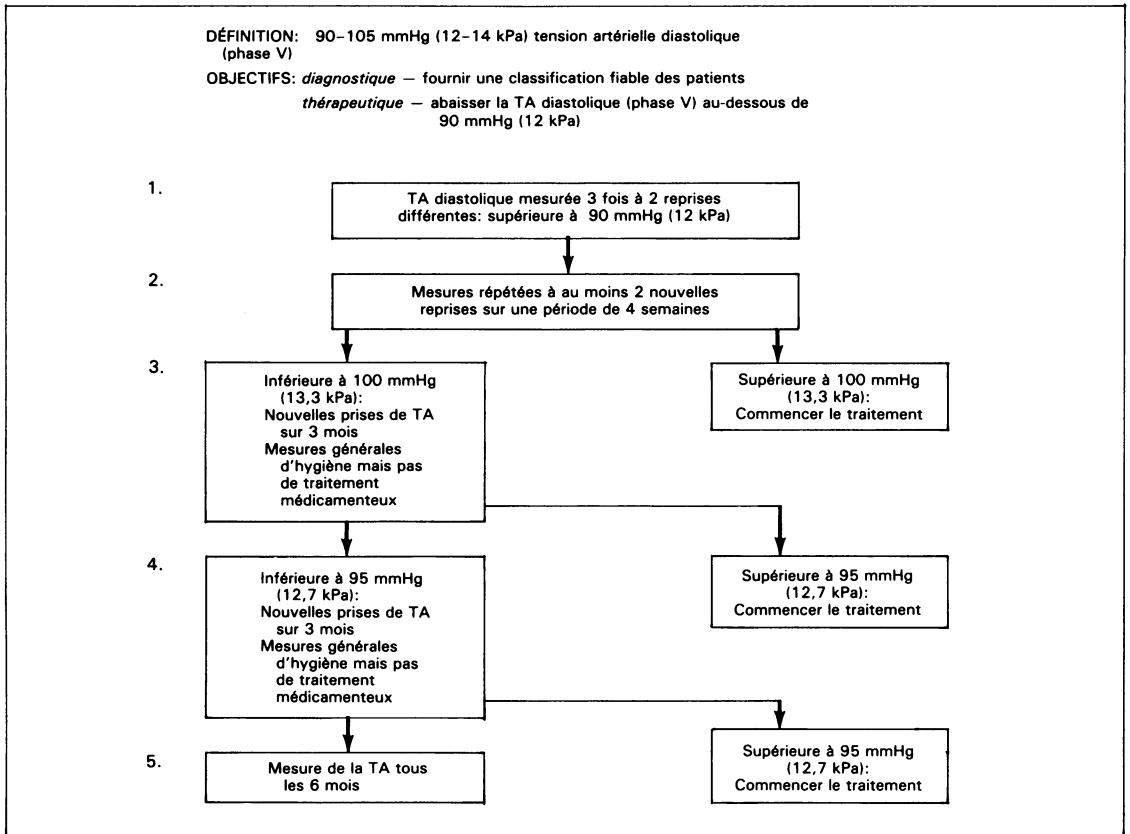 DÉFINITION: 90–105 mmHg (12–14 kPa) tension artérielle diastolique
(phase V)
OBJECTIFS: diagnostique — fournir une classification fiable des patients
thérapeutique — abaisser la TA diastolique (phase V) au-dessous de
90 mmHg (12 kPa)
1.
TA diastolique mesurée 3 fois à 2 reprises
différentes: supérieure à 90 mmHg (12 kPa)
2.
Mesures répétées à au moins 2 nouvelles
reprises sur une période de 4 semaines
3.
Inférieure à 100 mmHg
(13,3 kPa):
Nouvelles prises de TA
sur 3 mois
Mesures générales
d'hygiène mais pas
de traitement
médicamenteux
Supérieure à 100 mmHg
(13,3 kPa):
Commencer le traitement
4.
Inférieure à 95 mmHg
(12,7 kPa):
Nouvelles prises de TA
sur 3 mois
Mesures générales
d'hygiène mais pas
de traitement
médicamenteux
Supérieure à 95 mmHg
(12,7 kPa):
Commencer le traitement
5.
Mesure de la TA tous
les 6 mois
Supérieure à 95 mmHg
(12,7 kPa):
Commencer le traitement